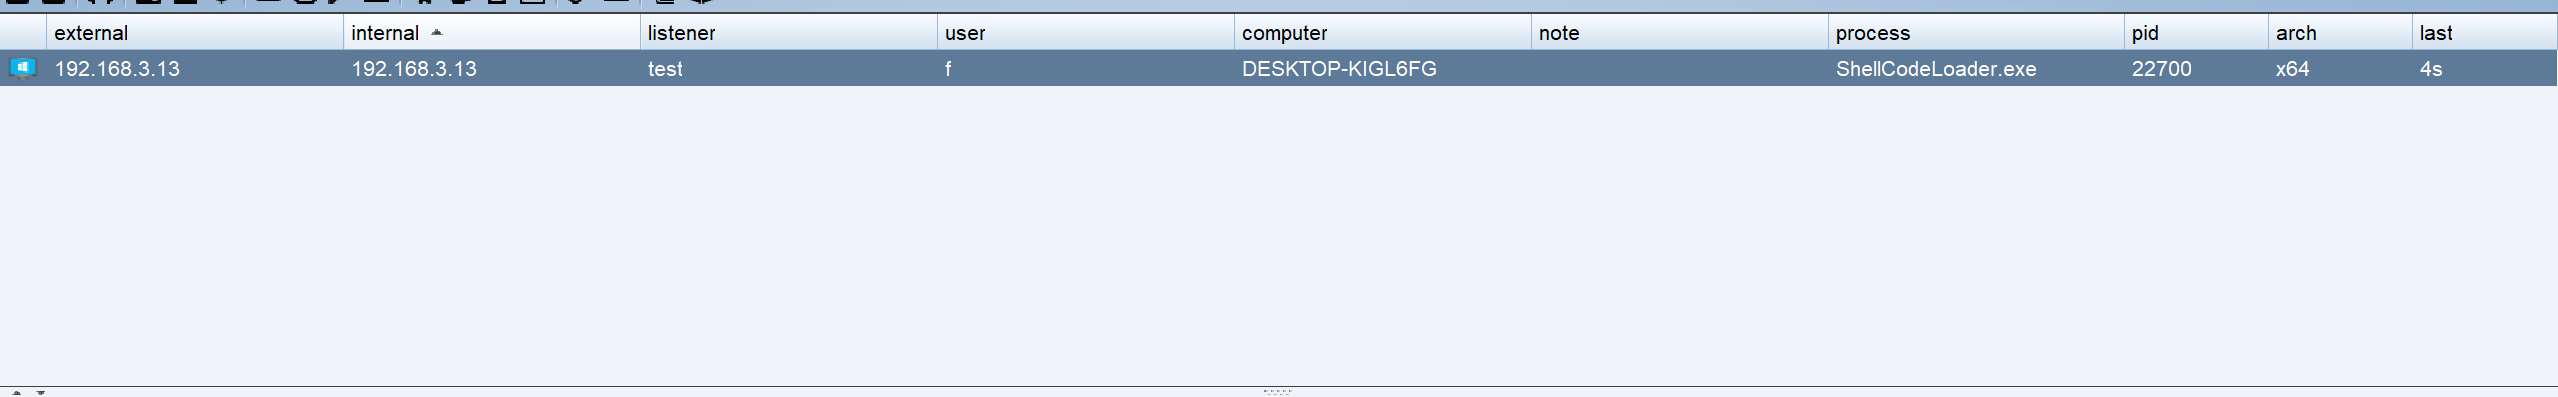 external internal listener user computer note process pid arch last
192.168.3.13 192.168.3.13 test f DESKTOP-KIGL6FG ShellCodeLoader.exe 22700 x64 4s